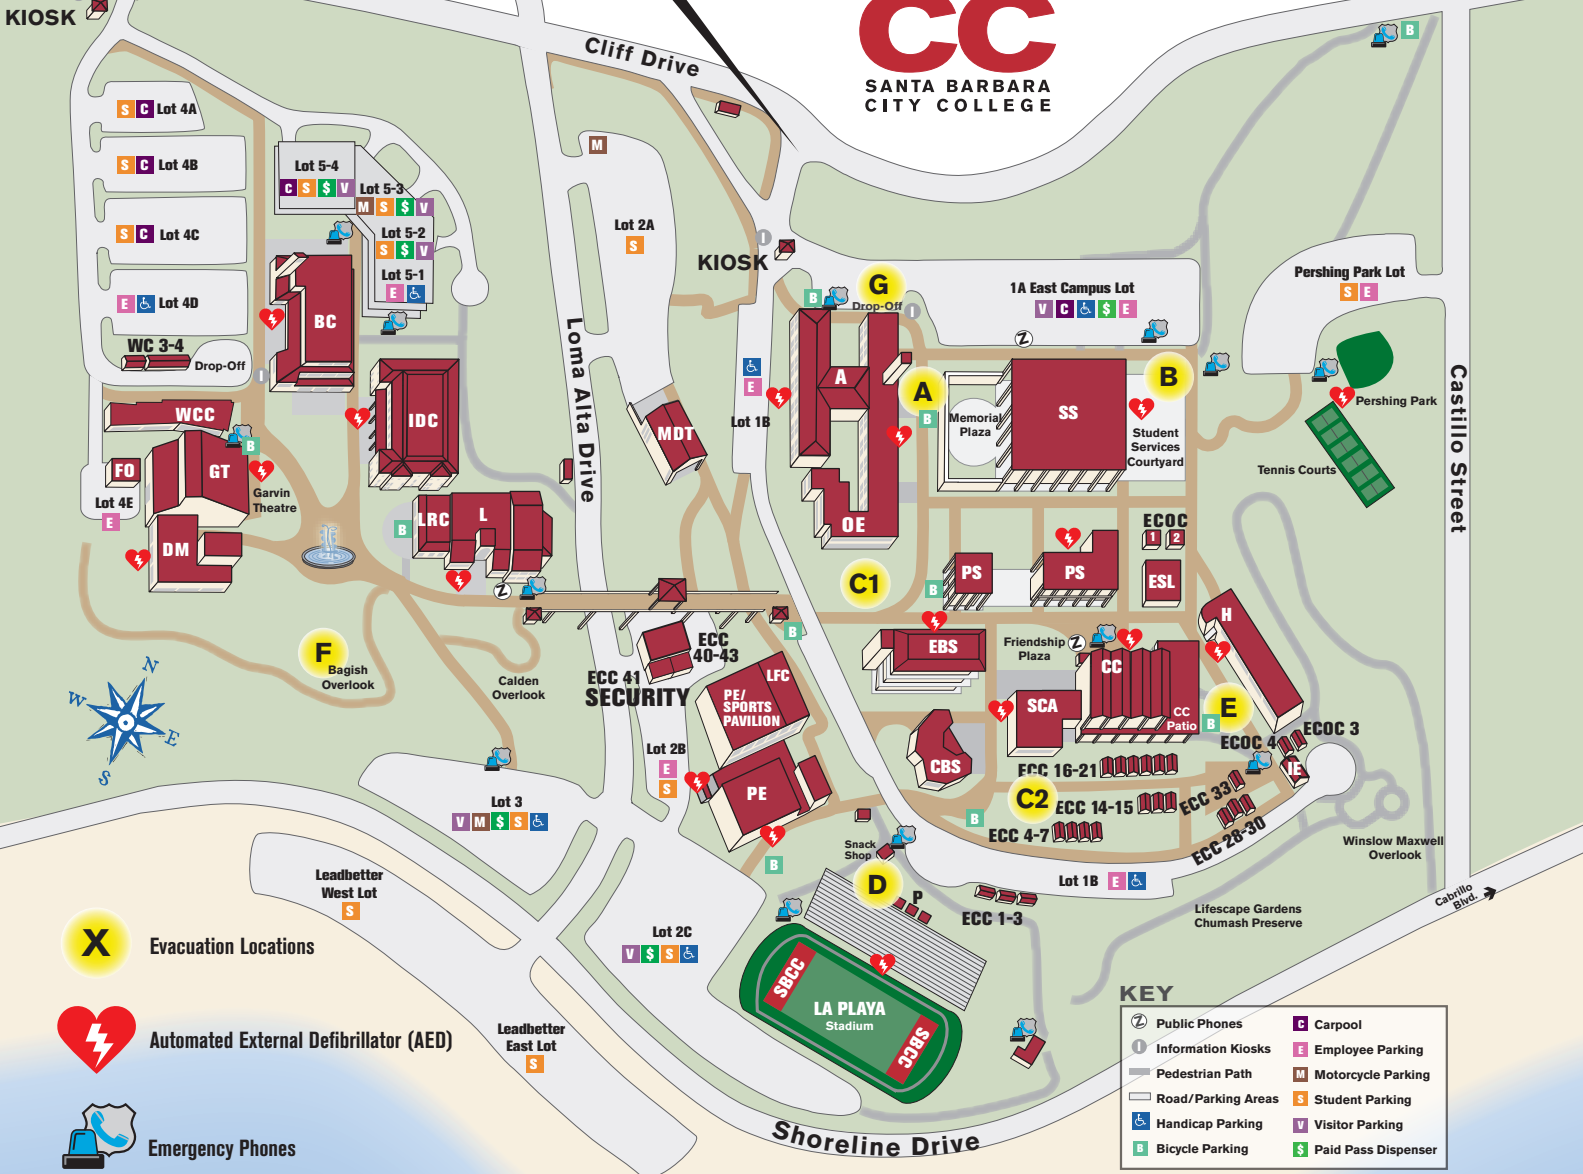 KIOSK
Cliff Drive
CC
SANTA BARBARA
CITY COLLEGE
B
S C Lot 4A
S C Lot 4B
S C Lot 4C
E Lot 4D
WC 3-4
Drop-Off
I
Lot 5-4
C S $ V
Lot 5-3
M S $ V
Lot 5-2
S $ V
Lot 5-1
E
BC
M
Lot 2A
S
I
KIOSK
B
G
Drop-Off
I
1A East Campus Lot
V C $ E
Pershing Park Lot
S E
Loma Alta Drive
Castillo Street
E
Lot 1B
A
A
B
Memorial
Plaza
SS
B
Student
Services
Courtyard
Pershing Park
Tennis Courts
WCC
IDC
MDT
B
FO
GT
Garvin
Theatre
Lot 4E
E
DM
B
LRC
L
OE
ECOC
1 2
PS
PS
ESL
B
C1
H
EBS
Friendship
Plaza
CC
SCA
CC
Patio
E
B
ECOC 3
ECOC 4
IE
F
Bagish
Overlook
Calden
Overlook
N
W
E
S
ECC
40-43
ECC 41
SECURITY
B
LFC
PE/
SPORTS
PAVILION
Lot 2B
E
S
PE
B
CBS
ECC 16-21
C2
ECC 14-15
ECC 33
ECC 4-7
ECC 28-30
B
Winslow Maxwell
Overlook
Lot 3
V M $ S
Snack
Shop
D
P
Lot 1B E
ECC 1-3
Lifescape Gardens
Chumash Preserve
Cabrillo
Blvd.
Leadbetter
West Lot
S
Lot 2C
V $ S
Leadbetter
East Lot
S
SBCC
LA PLAYA
Stadium
SBCC
Shoreline Drive
X
Evacuation Locations
Automated External Defibrillator (AED)
Emergency Phones
KEY
Public Phones
I Information Kiosks
Pedestrian Path
Road/Parking Areas
Handicap Parking
B Bicycle Parking
C Carpool
E Employee Parking
M Motorcycle Parking
S Student Parking
V Visitor Parking
$ Paid Pass Dispenser